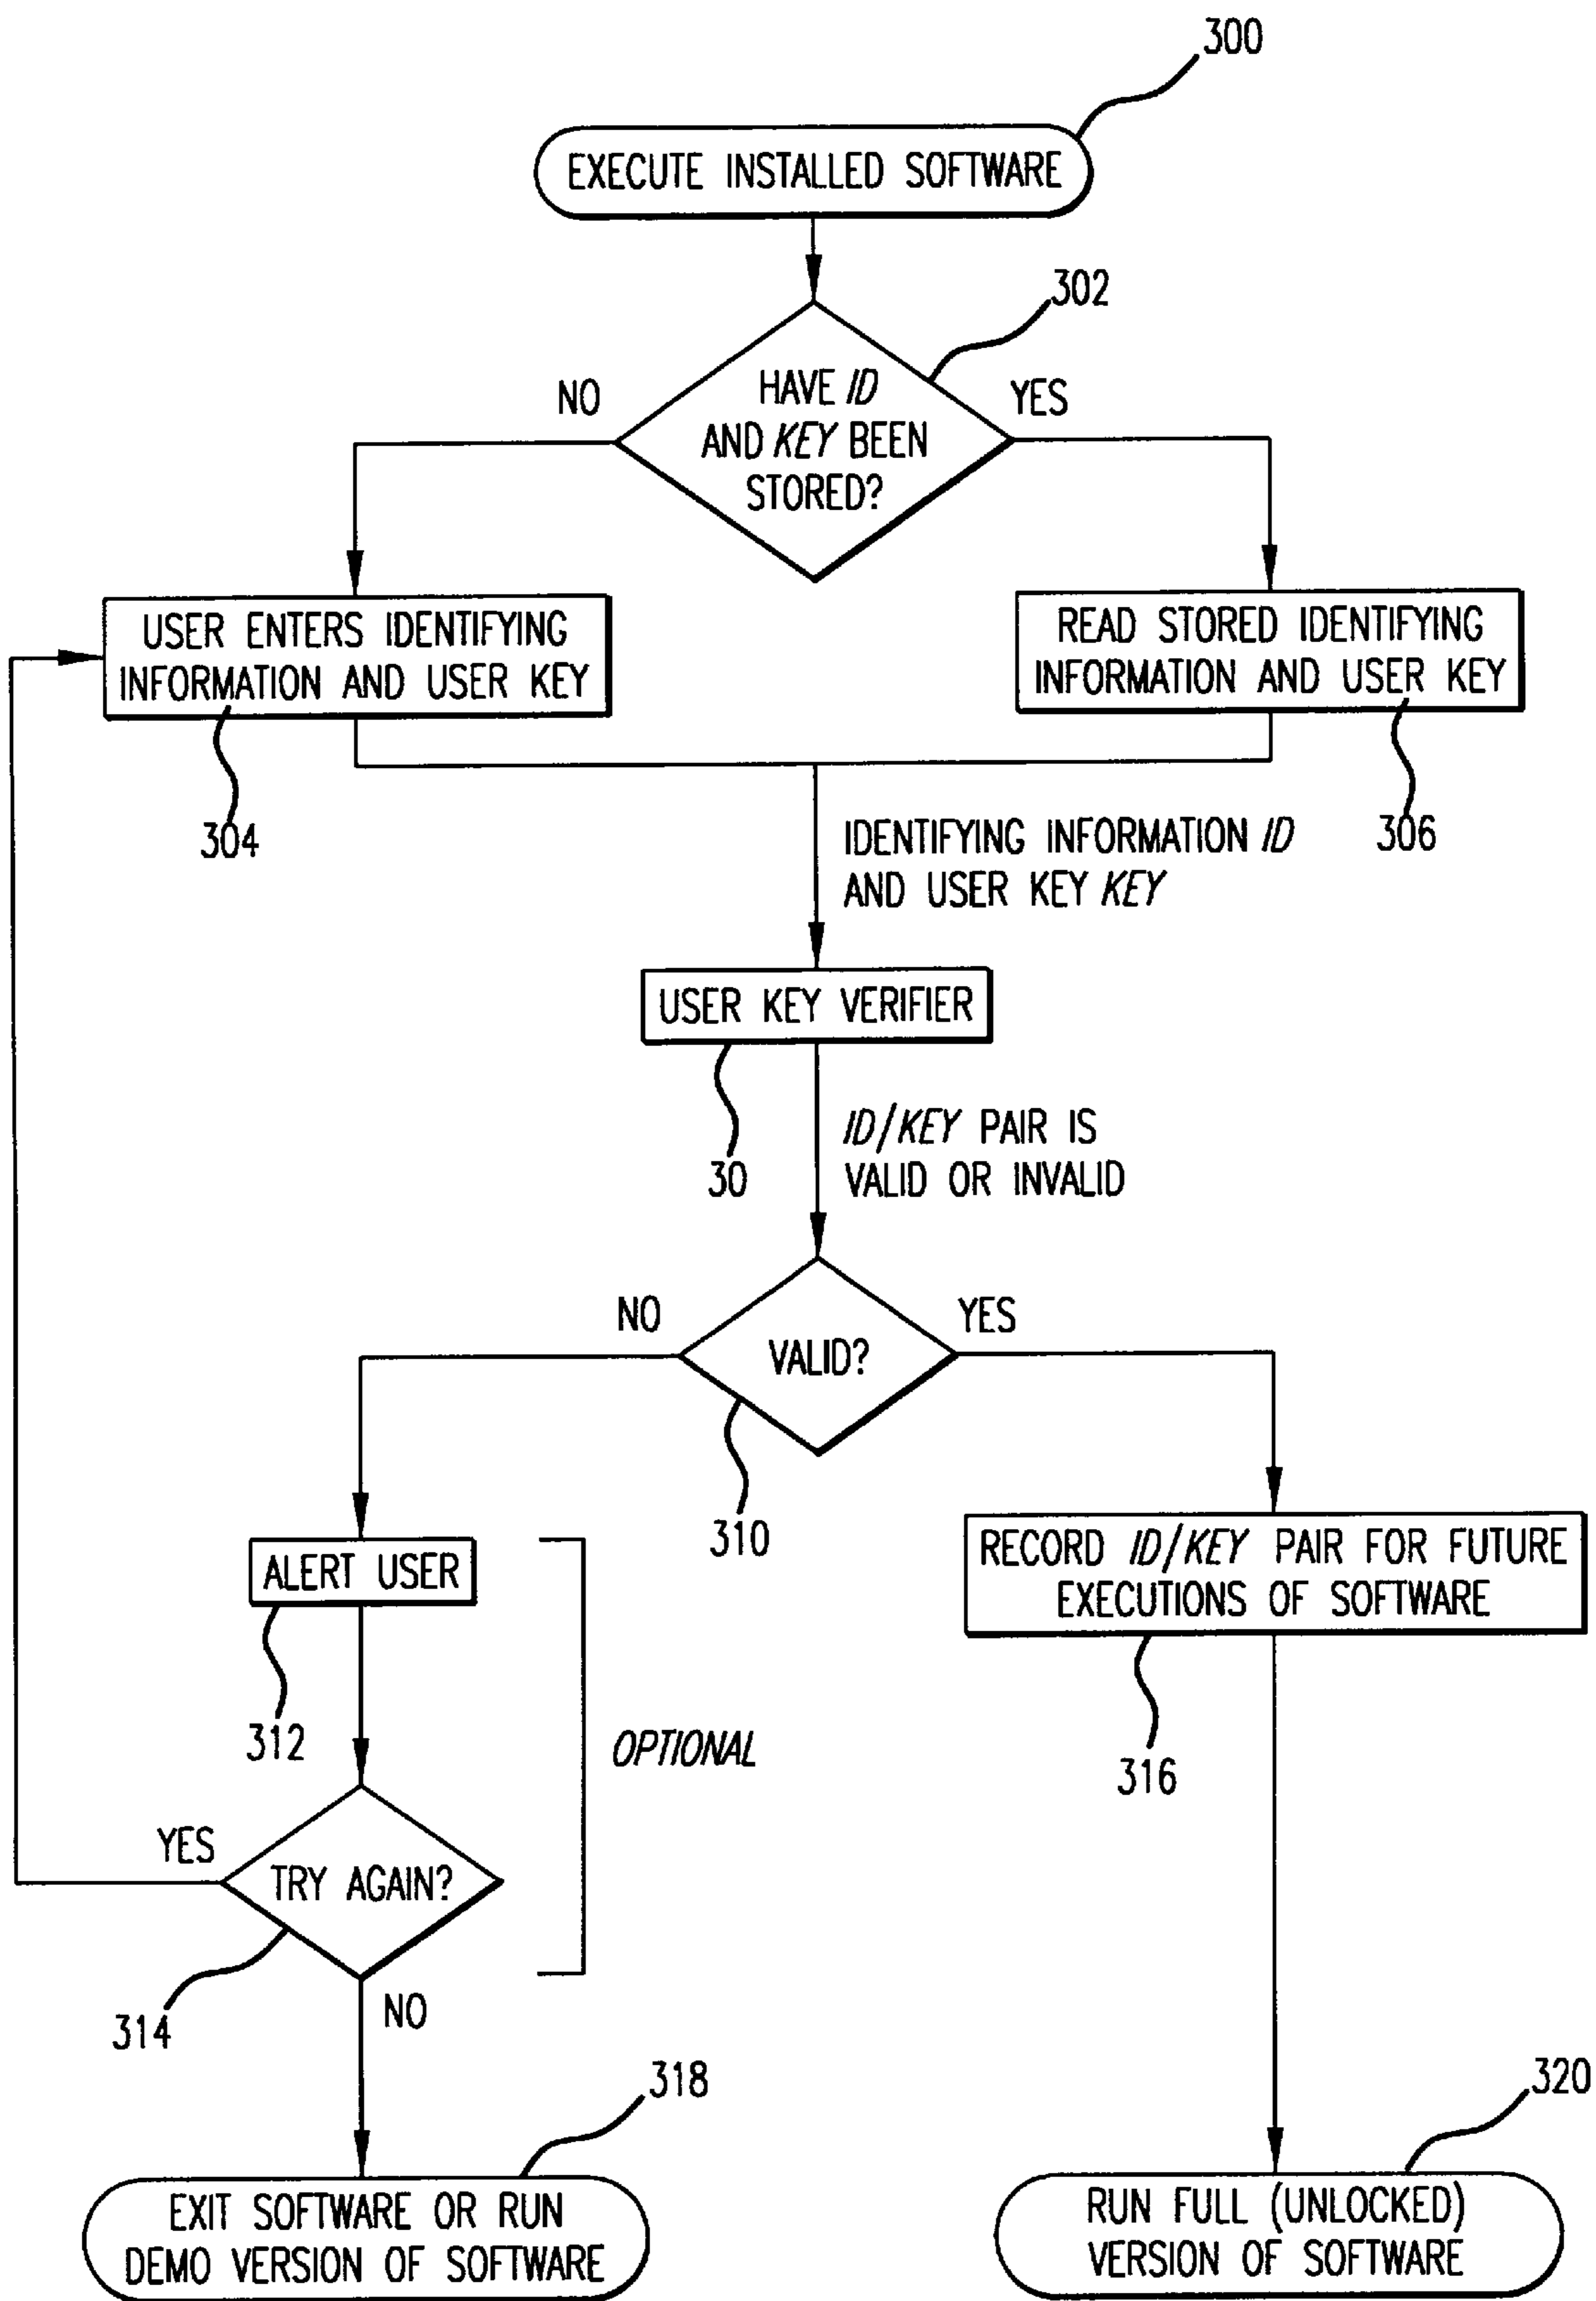 300
EXECUTE INSTALLED SOFTWARE
302
HAVE ID
AND KEY BEEN
STORED?
NO
YES
USER ENTERS IDENTIFYING
INFORMATION AND USER KEY
READ STORED IDENTIFYING
INFORMATION AND USER KEY
304
306
IDENTIFYING INFORMATION ID
AND USER KEY KEY
USER KEY VERIFIER
30
ID/KEY PAIR IS
VALID OR INVALID
NO
YES
VALID?
310
ALERT USER
312
RECORD ID/KEY PAIR FOR FUTURE
EXECUTIONS OF SOFTWARE
316
OPTIONAL
YES
TRY AGAIN?
314
NO
318
320
EXIT SOFTWARE OR RUN
DEMO VERSION OF SOFTWARE
RUN FULL (UNLOCKED)
VERSION OF SOFTWARE